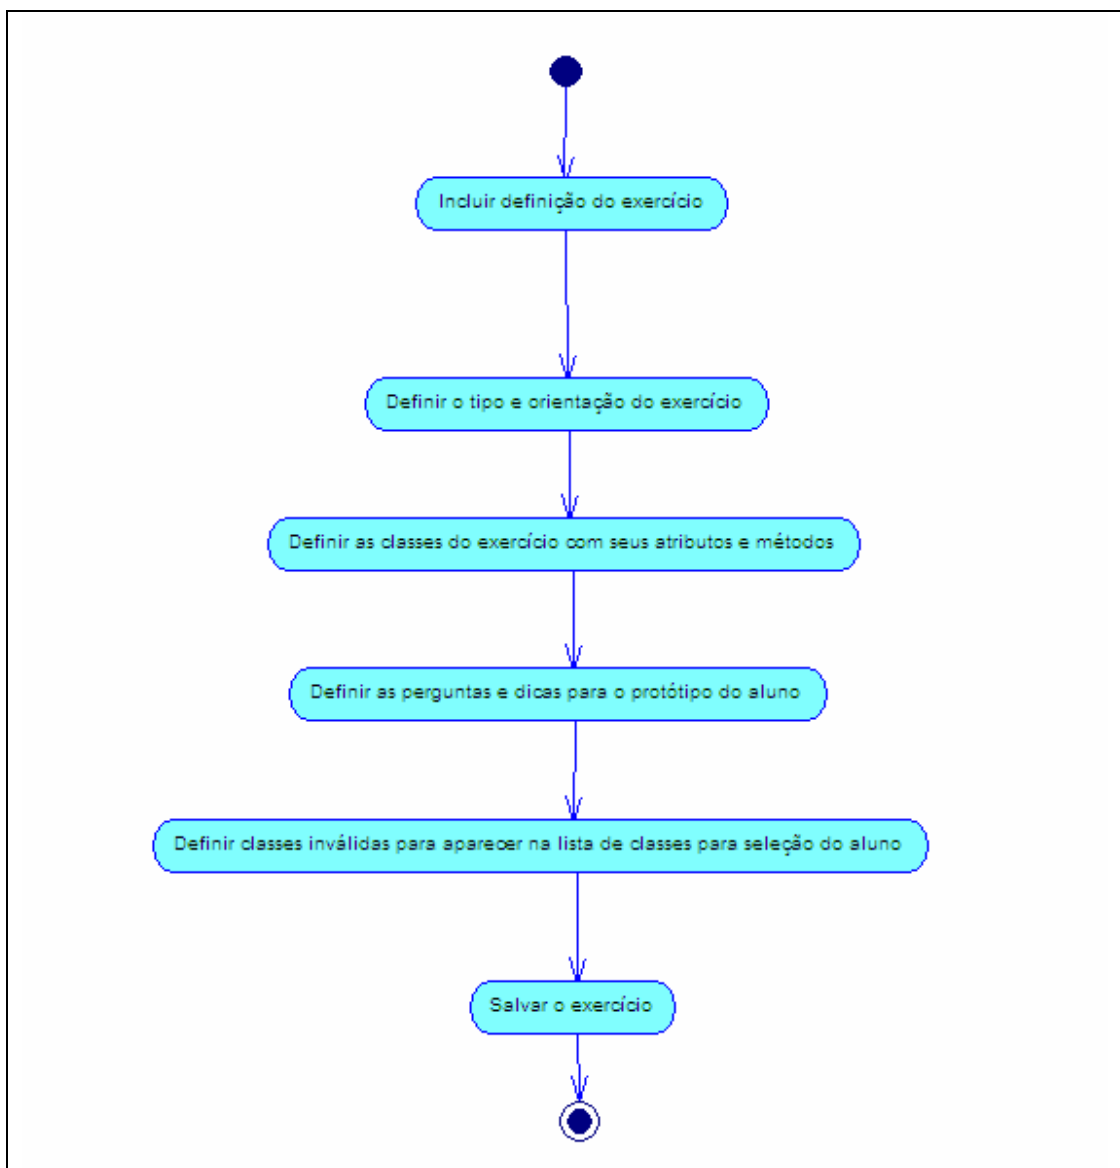 Incluir definição do exercício
Definir o tipo e orientação do exercício
Definir as classes do exercício com seus atributos e métodos
Definir as perguntas e dicas para o protótipo do aluno
Definir classes inválidas para aparecer na lista de classes para seleção do aluno
Salvar o exercício